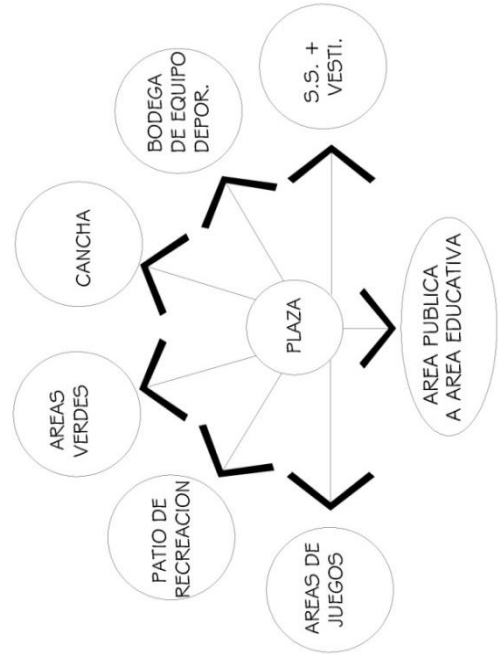 AREAS
VERDES
CANCHA
PATIO DE
RECREACION
BODEGA
DE EQUIPO
DEPOR.
PLAZA
AREAS DE
JUEGOS
S.S. +
VESTI.
AREA PUBLICA
A AREA EDUCATIVA